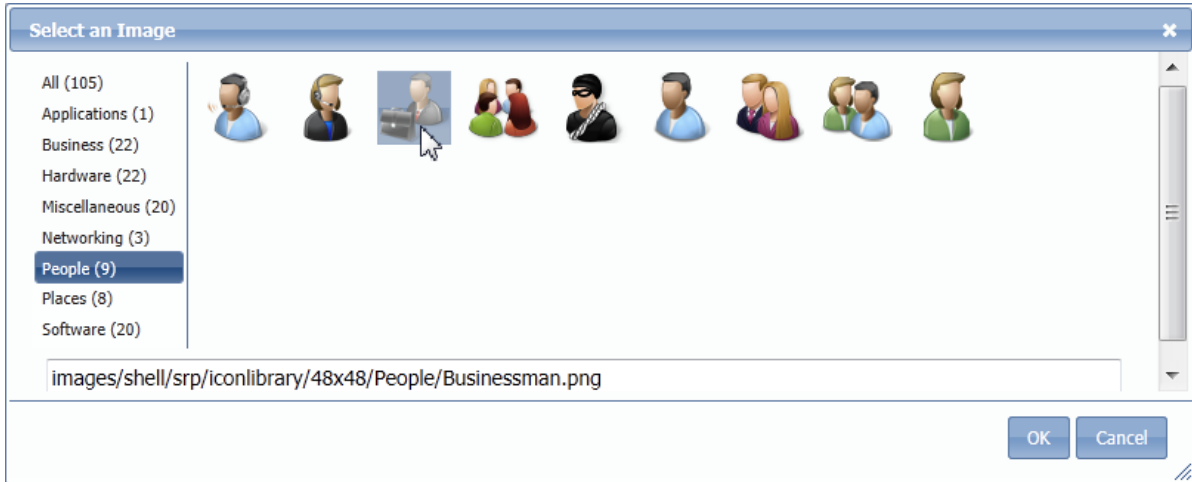 Select an Image
All (105)
Applications (1)
Business (22)
Hardware (22)
Miscellaneous (20)
Networking (3)
People (9)
Places (8)
Software (20)
images/shell/srp/iconlibrary/48x48/People/Businessman.png
OK
Cancel